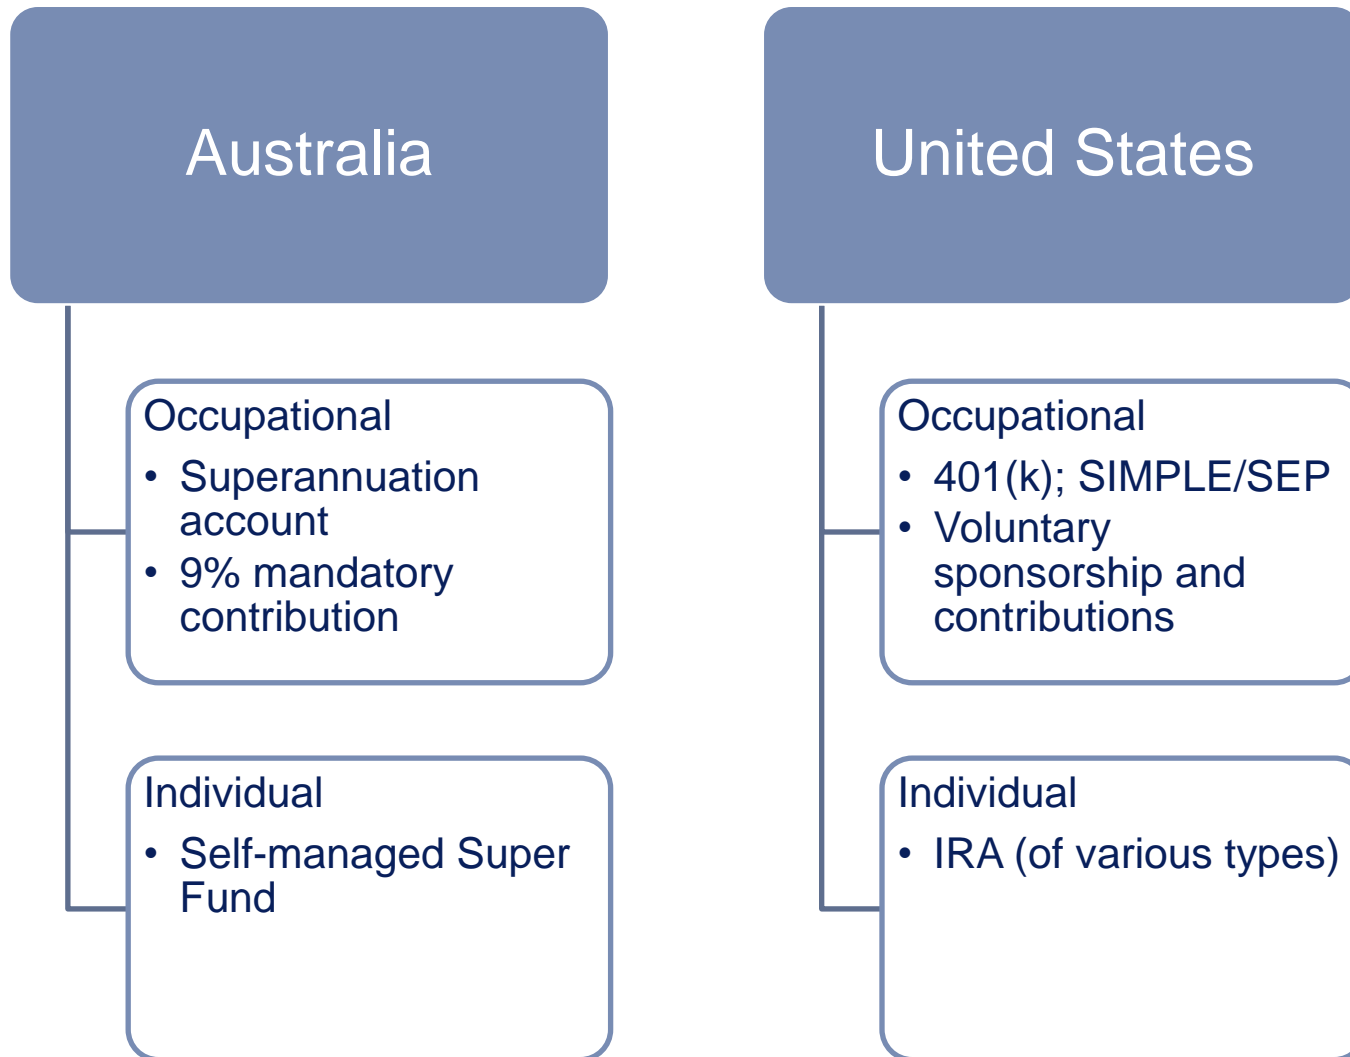 Australia
Occupational
• Superannuation
account
• 9% mandatory
contribution
Individual
• Self-managed Super
Fund
United States
Occupational
• 401(k); SIMPLE/SEP
• Voluntary
sponsorship and
contributions
Individual
• IRA (of various types)